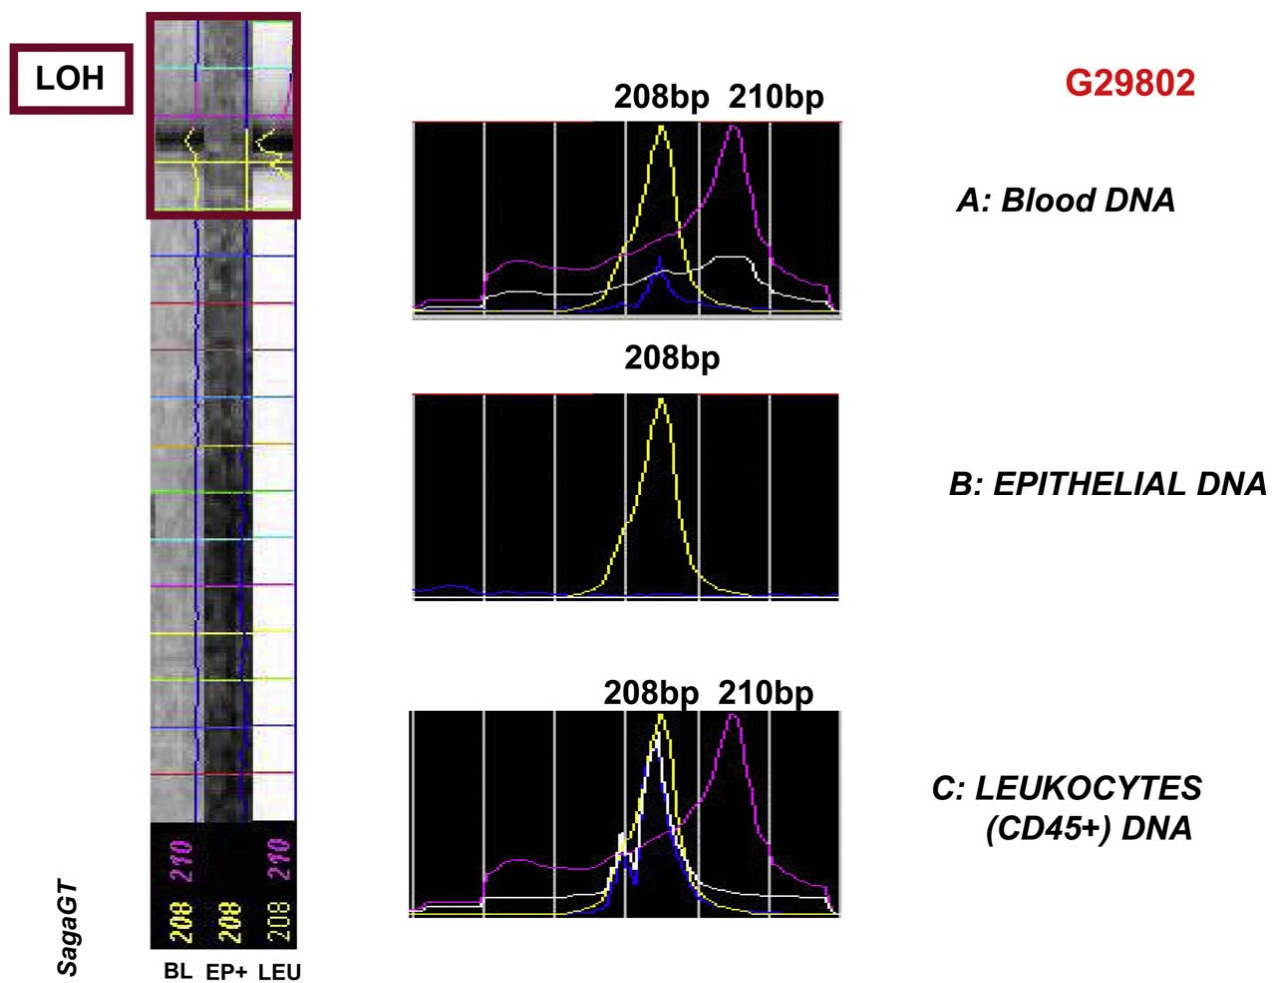 LOH
208bp 210bp
G29802
A: Blood DNA
208bp
B: EPITHELIAL DNA
208bp 210bp
C: LEUKOCYTES
(CD45+) DNA
210 210
208 208 208
SagaGT
BL EP+ LEU